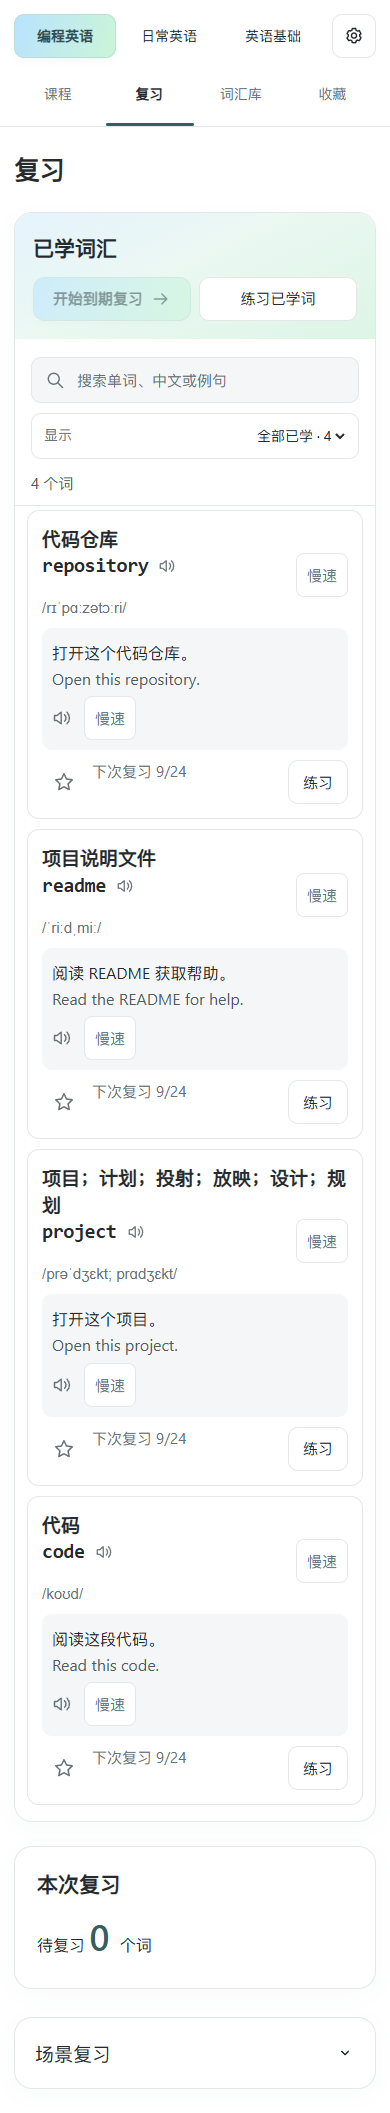 编程英语 日常英语 英语基础
课程 复习 词汇库 收藏
复习
已学词汇
开始到期复习 → 练习已学词
搜索单词、中文或例句
显示 全部已学 · 4
4 个词
代码仓库
repository 慢速
/rɪˈpɑːzətɔːri/
打开这个代码仓库。
Open this repository.
慢速
下次复习 9/24 练习
项目说明文件
readme 慢速
/ˈriːdˌmiː/
阅读 README 获取帮助。
Read the README for help.
慢速
下次复习 9/24 练习
项目；计划；投射；放映；设计；规
划
project 慢速
/prəˈdʒɛkt; prɑdʒɛkt/
打开这个项目。
Open this project.
慢速
下次复习 9/24 练习
代码
code 慢速
/koʊd/
阅读这段代码。
Read this code.
慢速
下次复习 9/24 练习
本次复习
待复习 0 个词
场景复习